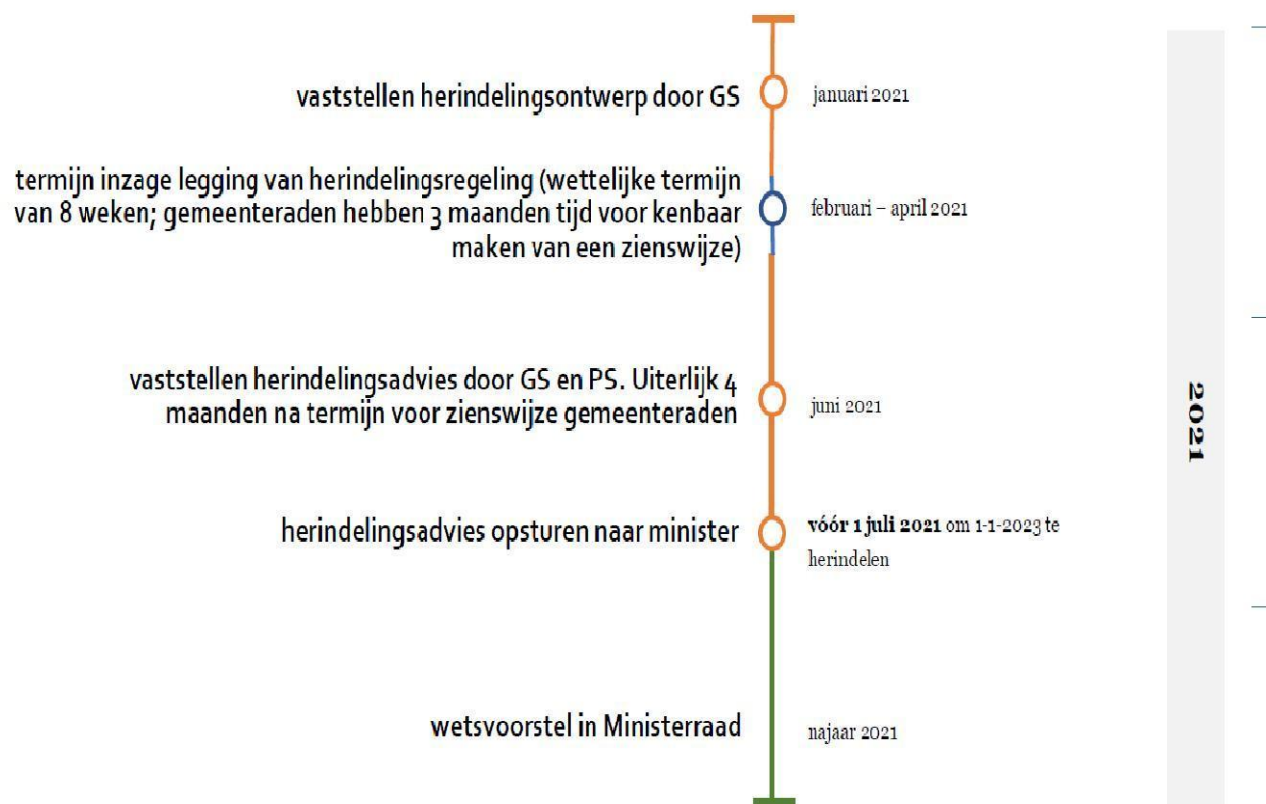 vaststellen herindelingsontwerp door GS
januari 2021
termijn inzage legging van herindelingsregeling (wettelijke termijn
van 8 weken; gemeenteraden hebben 3 maanden tijd voor kenbaar
maken van een zienswijze)
februari – april 2021
vaststellen herindelingsadvies door GS en PS. Uiterlijk 4
maanden na termijn voor zienswijze gemeenteraden
juni 2021
herindelingsadvies opsturen naar minister
vóór 1 juli 2021 om 1-1-2023 te
herindelen
wetsvoorstel in Ministerraad
najaar 2021
2021